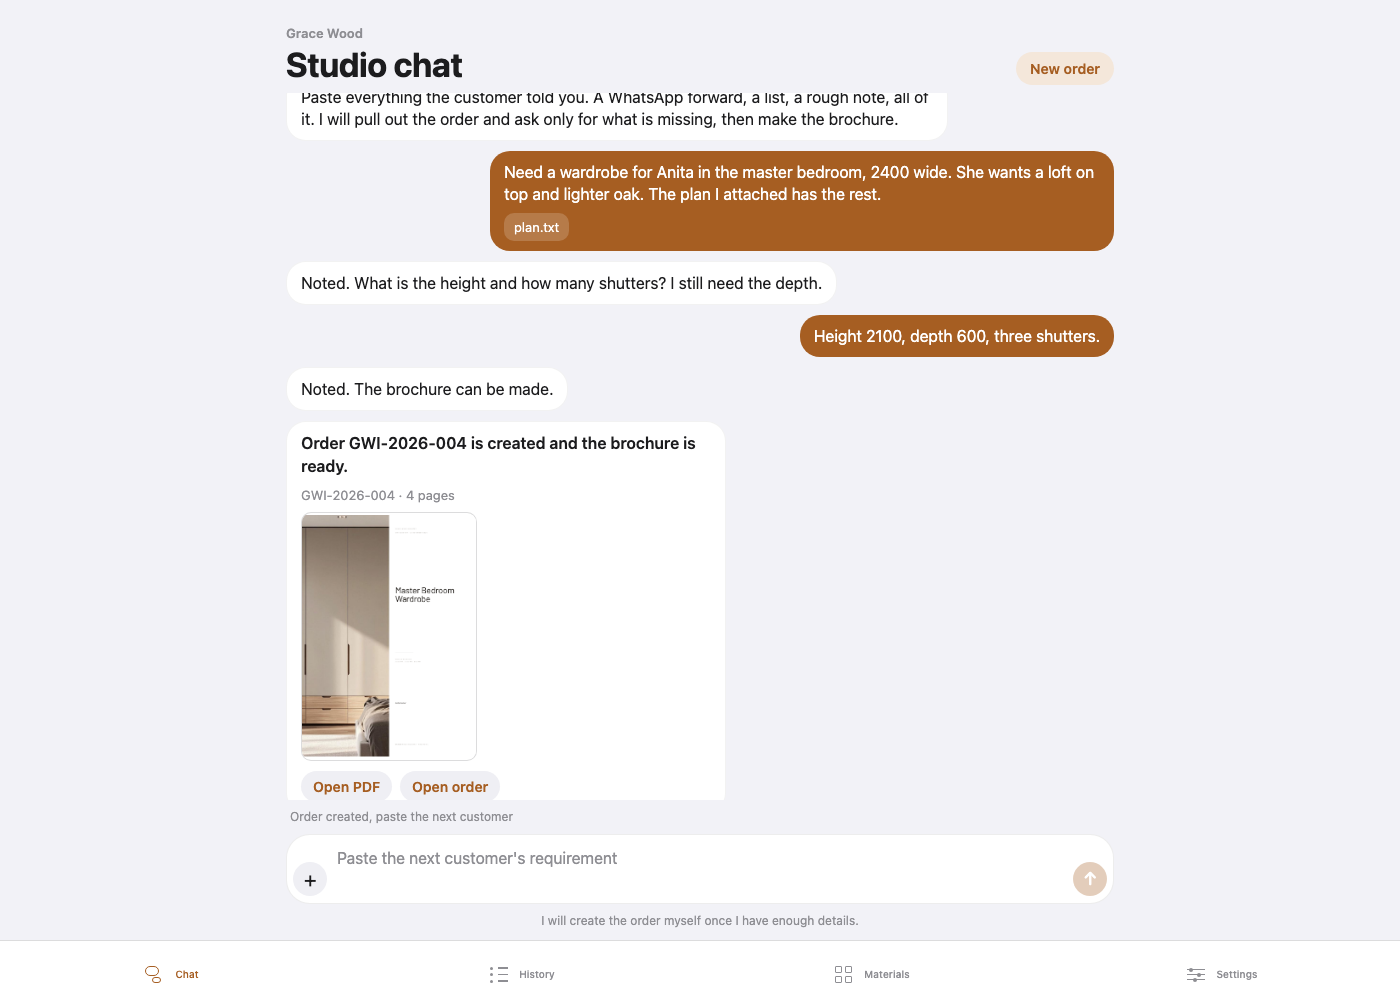 Grace Wood
Studio chat
New order
Paste everything the customer told you. A WhatsApp forward, a list, a rough note, all of
it. I will pull out the order and ask only for what is missing, then make the brochure.
Need a wardrobe for Anita in the master bedroom, 2400 wide. She wants a loft on
top and lighter oak. The plan I attached has the rest.
plan.txt
Noted. What is the height and how many shutters? I still need the depth.
Height 2100, depth 600, three shutters.
Noted. The brochure can be made.
Order GWI-2026-004 is created and the brochure is
ready.
GWI-2026-004 · 4 pages
Master Bedroom
Wardrobe
Open PDF
Open order
Order created, paste the next customer
Paste the next customer's requirement
I will create the order myself once I have enough details.
Chat
History
Materials
Settings